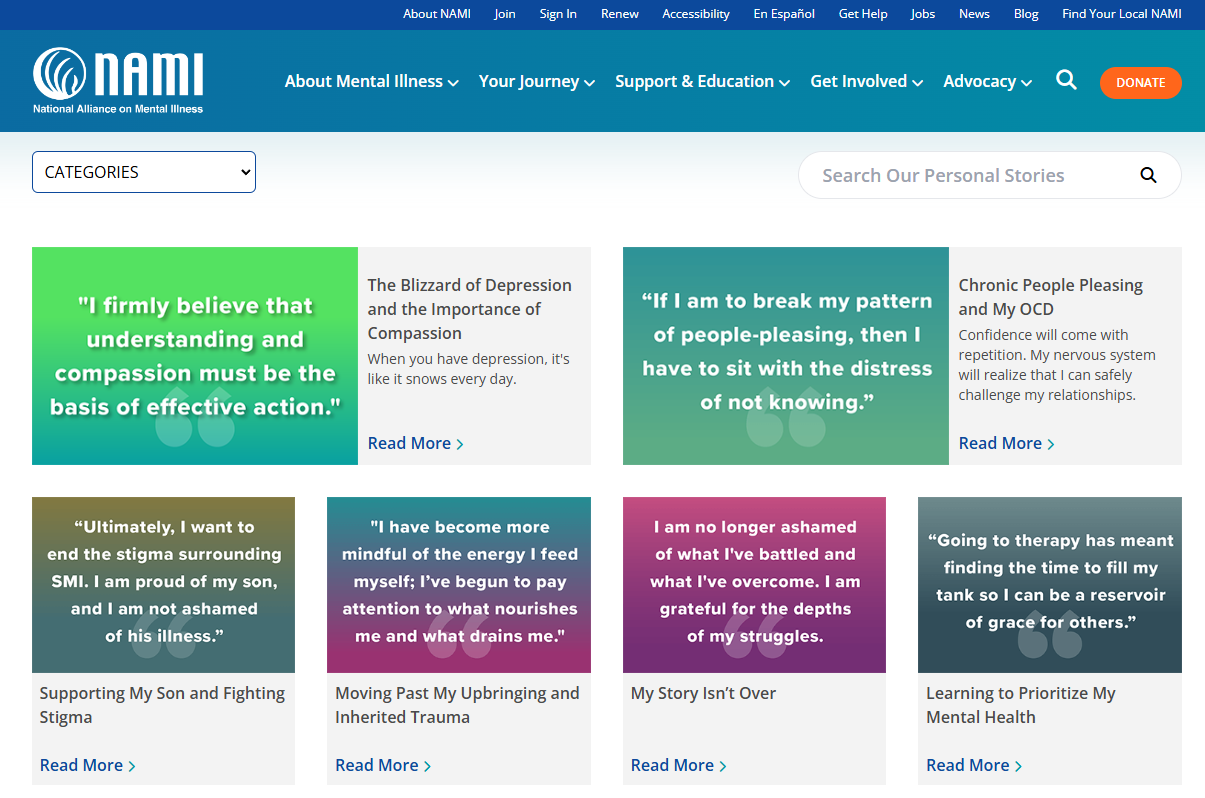 About NAMI Join Sign In Renew Accessibility En Español Get Help Jobs News Blog Find Your Local NAMI
NAMI
National Alliance on Mental Illness
About Mental Illness Your Journey Support & Education Get Involved Advocacy DONATE
CATEGORIES
Search Our Personal Stories
"I firmly believe that
understanding and
compassion must be the
basis of effective action."
The Blizzard of Depression
and the Importance of
Compassion
When you have depression, it's
like it snows every day.
Read More
“If I am to break my pattern
of people-pleasing, then I
have to sit with the distress
of not knowing.”
Chronic People Pleasing
and My OCD
Confidence will come with
repetition. My nervous system
will realize that I can safely
challenge my relationships.
Read More
“Ultimately, I want to
end the stigma surrounding
SMI. I am proud of my son,
and I am not ashamed
of his illness.”
Supporting My Son and Fighting
Stigma
Read More
"I have become more
mindful of the energy I feed
myself; I’ve begun to pay
attention to what nourishes
me and what drains me."
Moving Past My Upbringing and
Inherited Trauma
Read More
I am no longer ashamed
of what I've battled and
what I've overcome. I am
grateful for the depths
of my struggles.
My Story Isn’t Over
Read More
“Going to therapy has meant
finding the time to fill my
tank so I can be a reservoir
of grace for others.”
Learning to Prioritize My
Mental Health
Read More